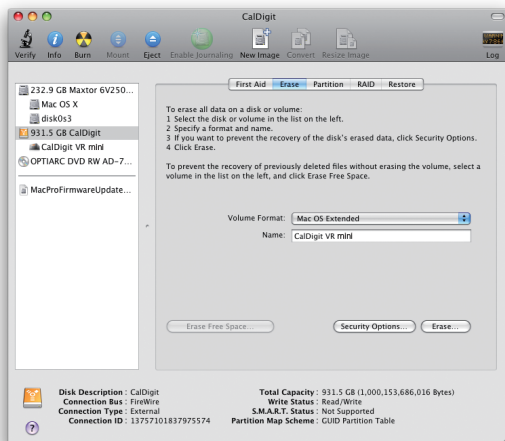 CalDigit
Verify Info Burn Mount Eject Enable Journaling New Image Convert Resize Image Log
First Aid Erase Partition RAID Restore
232.9 GB Maxtor 6V250...
Mac OS X
disk0s3
931.5 GB CalDigit
CalDigit VR mini
OPTIARC DVD RW AD-7...
MacProFirmwareUpdate...
To erase all data on a disk or volume:
1 Select the disk or volume in the list on the left.
2 Specify a format and name.
3 If you want to prevent the recovery of the disk's erased data, click Security Options.
4 Click Erase.
To prevent the recovery of previously deleted files without erasing the volume, select a
volume in the list on the left, and click Erase Free Space.
Volume Format: Mac OS Extended
Name: CalDigit VR mini
Erase Free Space... Security Options... Erase...
Disk Description : CalDigit
Connection Bus : FireWire
Connection Type : External
Connection ID : 13757101837975574
Total Capacity : 931.5 GB (1,000,153,686,016 Bytes)
Write Status : Read/Write
S.M.A.R.T. Status : Not Supported
Partition Map Scheme : GUID Partition Table
?